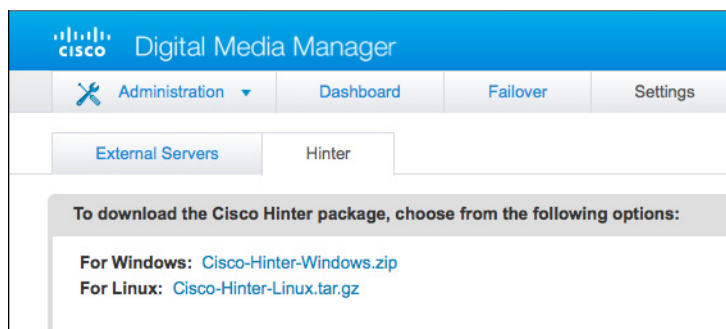 cisco Digital Media Manager
Administration Dashboard Failover Settings
External Servers Hinter
To download the Cisco Hinter package, choose from the following options:
For Windows: Cisco-Hinter-Windows.zip
For Linux: Cisco-Hinter-Linux.tar.gz